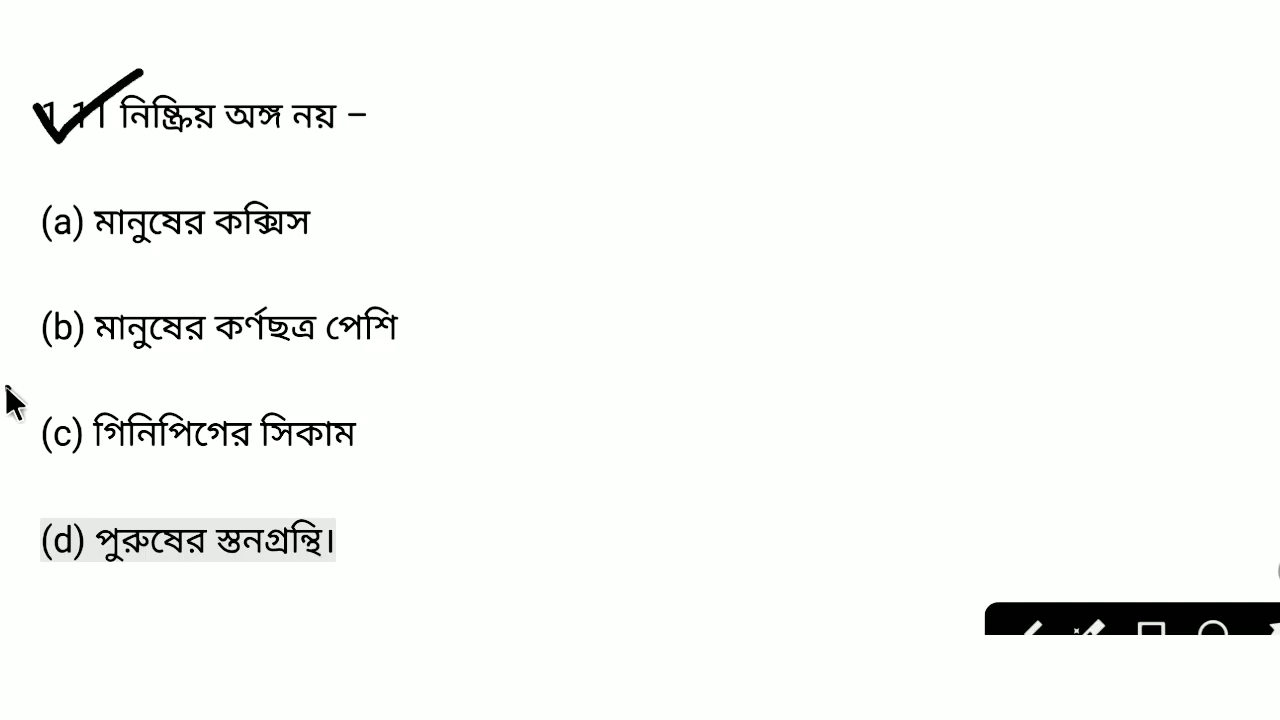 1.11 নিষ্ক্রিয় অঙ্গ নয় –
(a) মানুষের কক্সিস
(b) মানুষের কর্ণছত্র পেশি
(c) গিনিপিগের সিকাম
(d) পুরুষের স্তনগ্রন্থি।